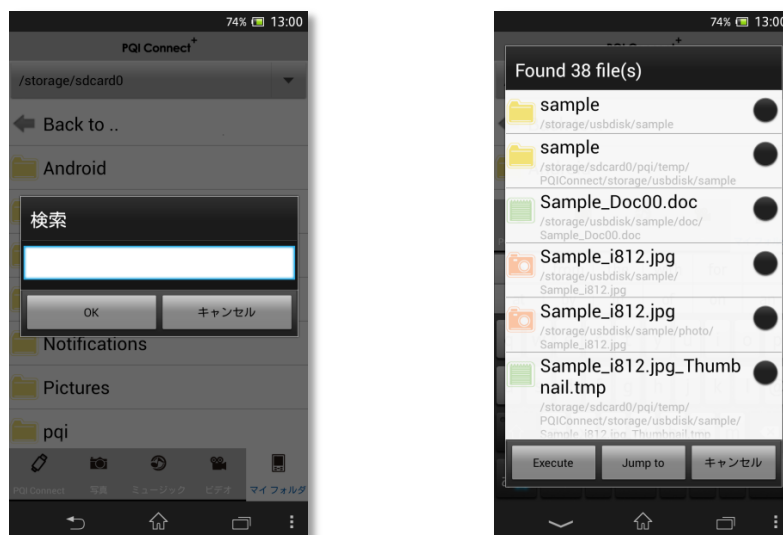 74% 13:00
PQI Connect+
/storage/sdcard0
Back to ..
Android
検索
OK キャンセル
Notifications
Pictures
pqi
PQI Connect 写真 ミュージック ビデオ マイ フォルダ
74% 13:00
Found 38 file(s)
sample
/storage/usbdisk/sample
sample
/storage/sdcard0/pqi/temp/
PQIConnect/storage/usbdisk/sample
Sample_Doc00.doc
/storage/usbdisk/sample/doc/
Sample_Doc00.doc
Sample_i812.jpg
/storage/usbdisk/sample/
Sample_i812.jpg
Sample_i812.jpg
/storage/usbdisk/sample/photo/
Sample_i812.jpg
Sample_i812.jpg_Thumb
nail.tmp
/storage/sdcard0/pqi/temp/
PQIConnect/storage/usbdisk/sample/
Sample_i812.jpg_Thumbnail.tmp
Execute Jump to キャンセル